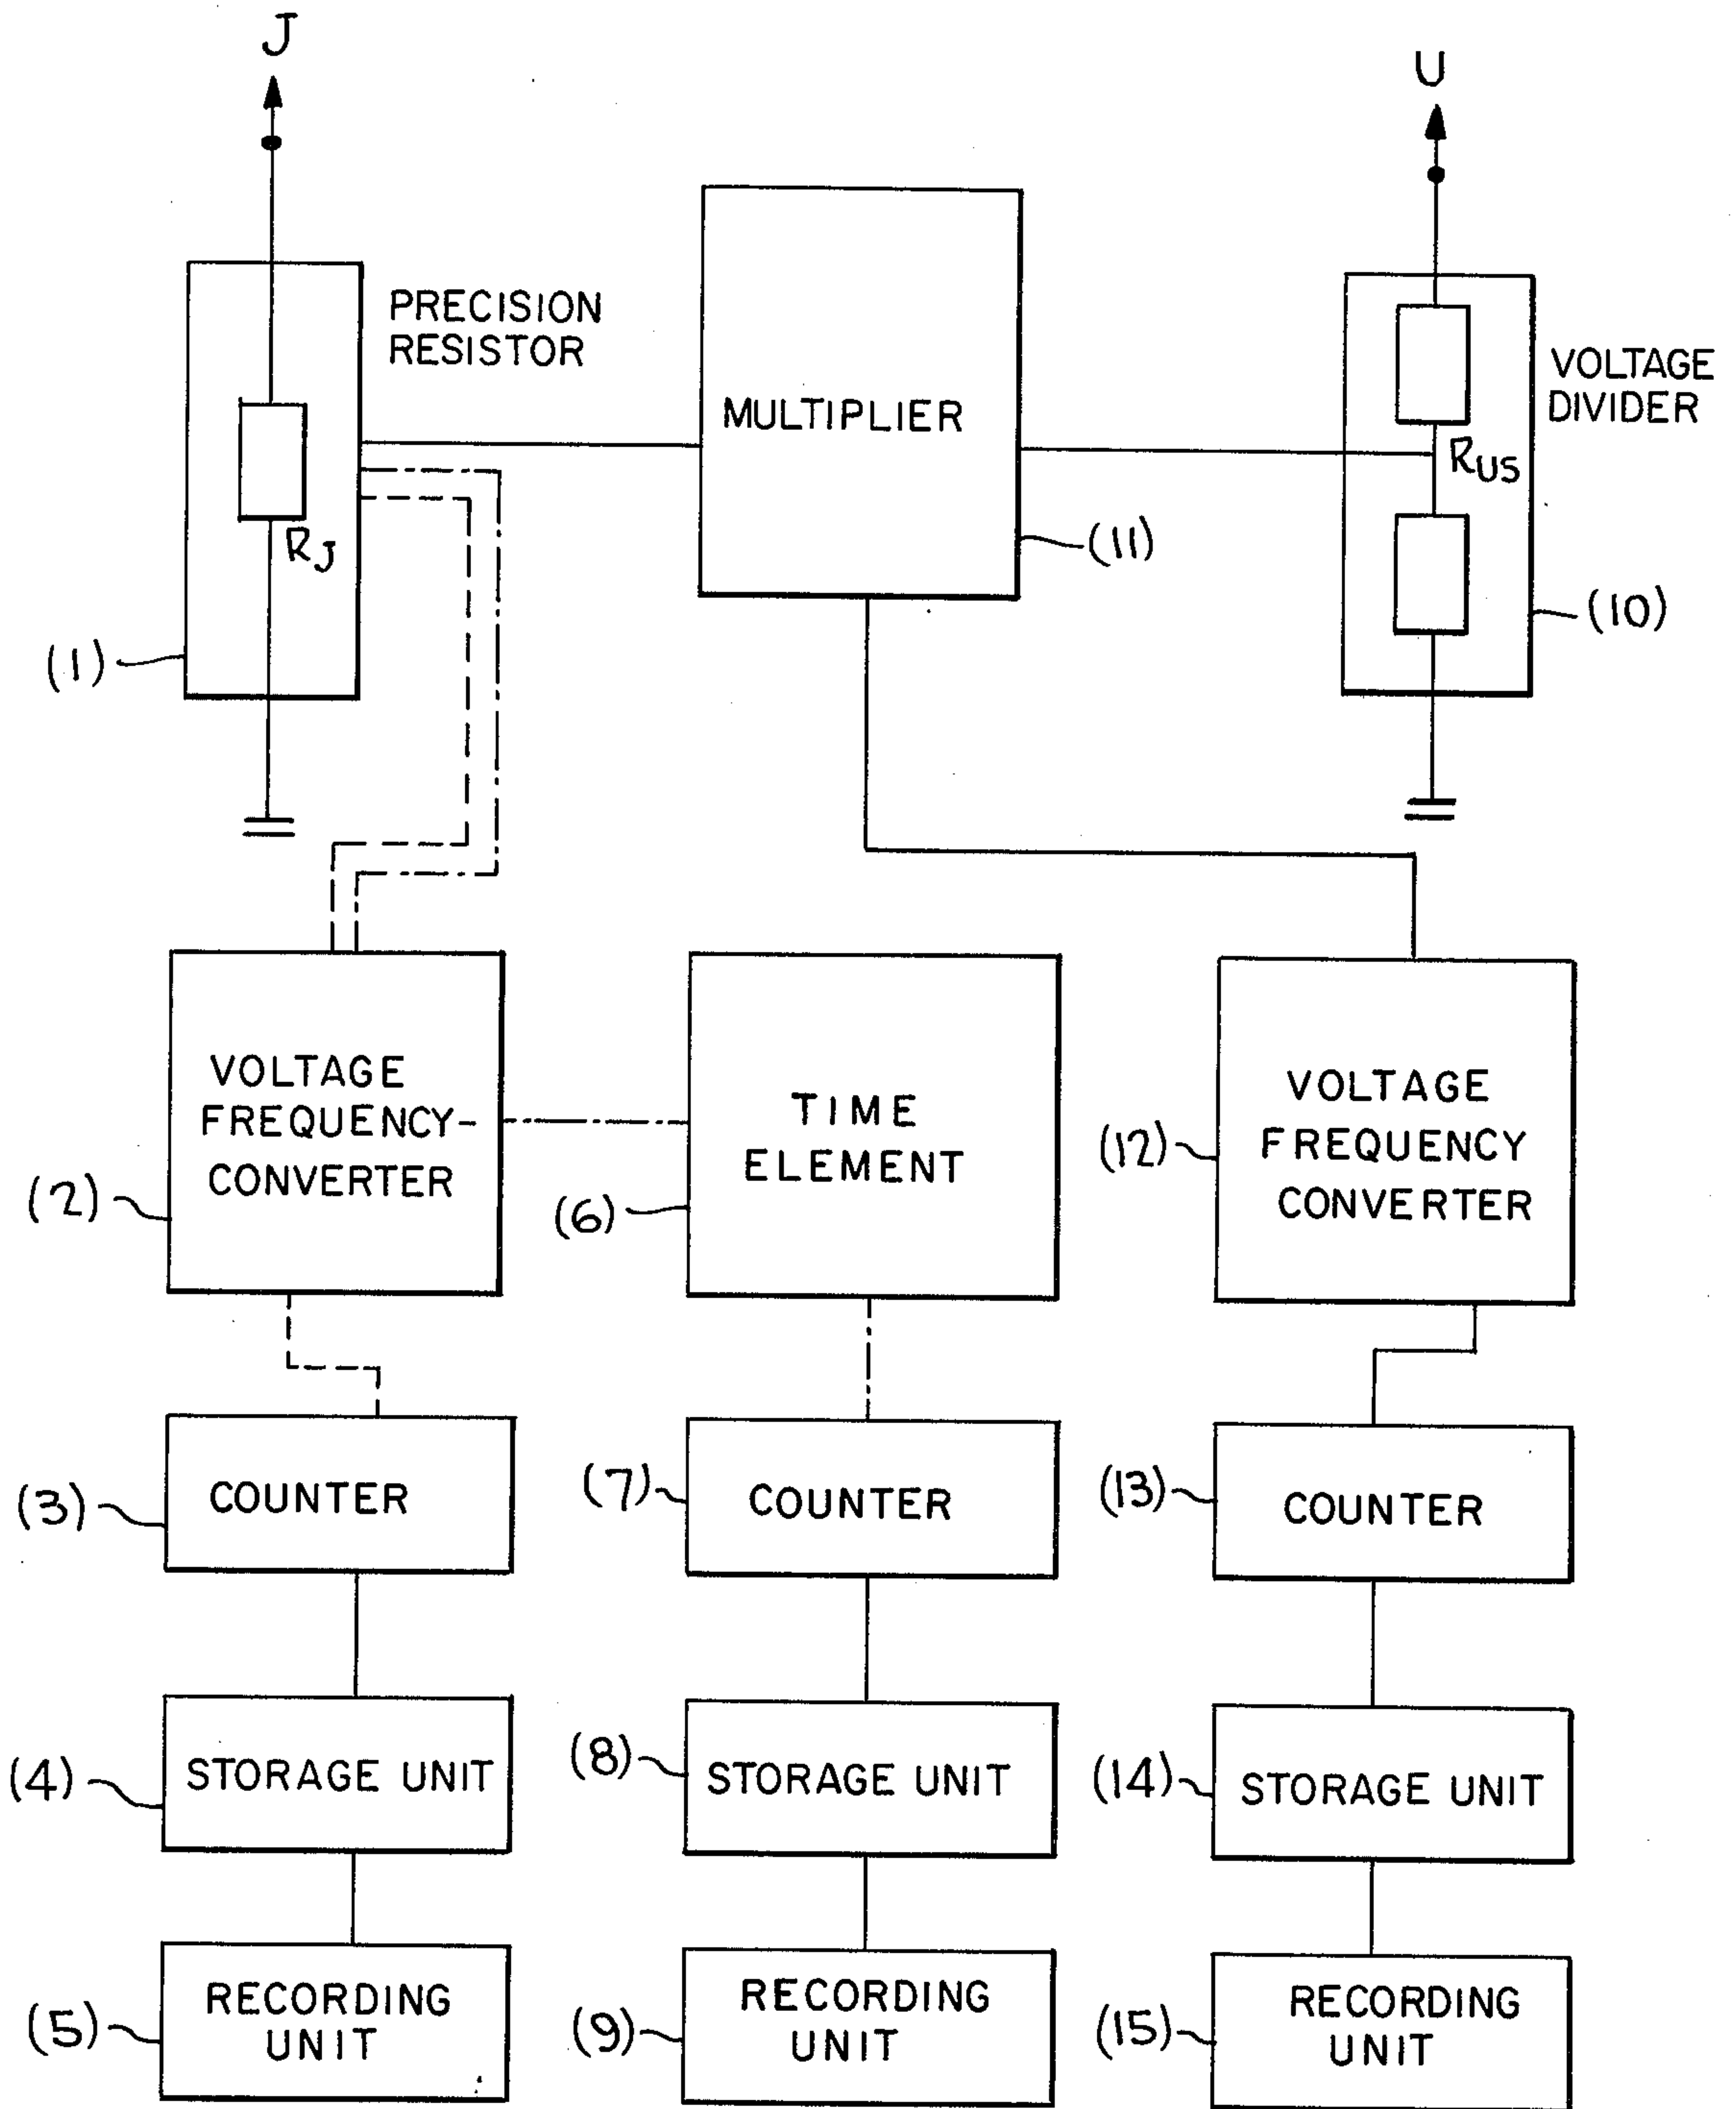 J
U
PRECISION
RESISTOR
MULTIPLIER
VOLTAGE
DIVIDER
RJ
RUS
(1)
(11)
(10)
VOLTAGE
FREQUENCY-
CONVERTER
(2)
TIME
ELEMENT
(6)
VOLTAGE
FREQUENCY
CONVERTER
(12)
COUNTER
(3)
COUNTER
(7)
COUNTER
(13)
STORAGE UNIT
(4)
STORAGE UNIT
(8)
STORAGE UNIT
(14)
RECORDING
UNIT
(5)
RECORDING
UNIT
(9)
RECORDING
UNIT
(15)